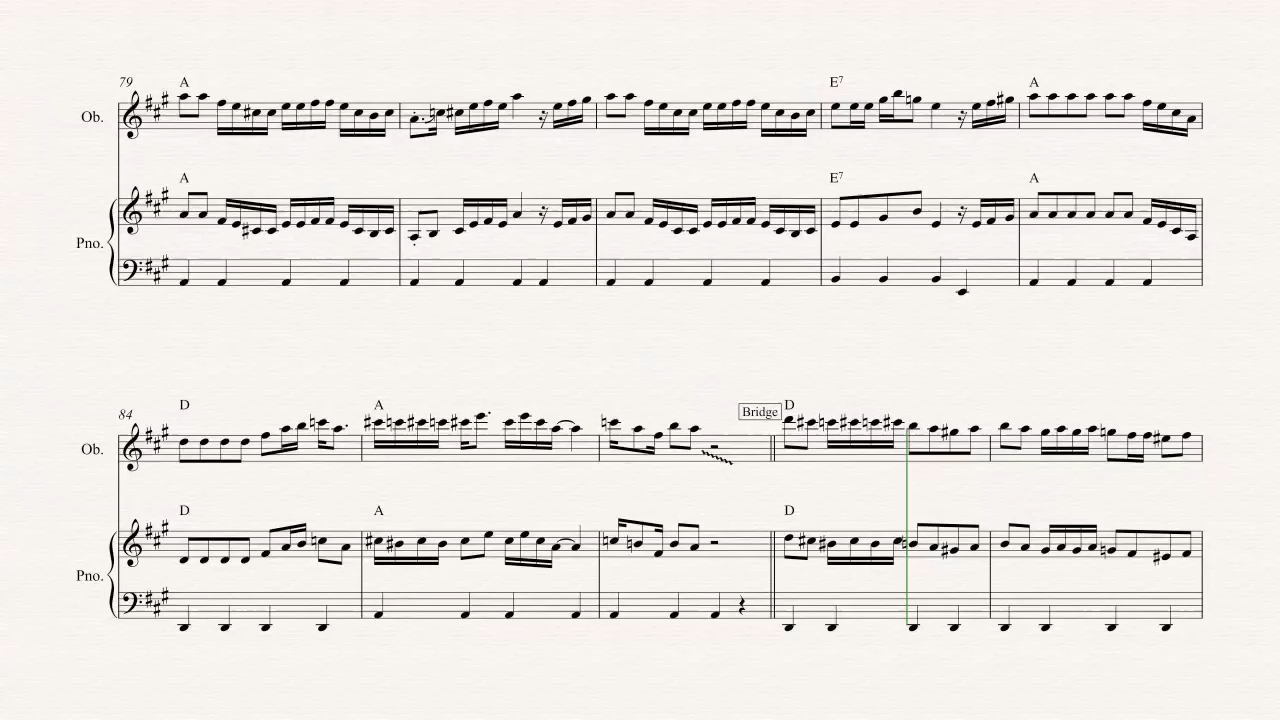 79
A E7 A
Ob.
A E7 A
Pno.
84
D A Bridge D
Ob.
D A D
Pno.